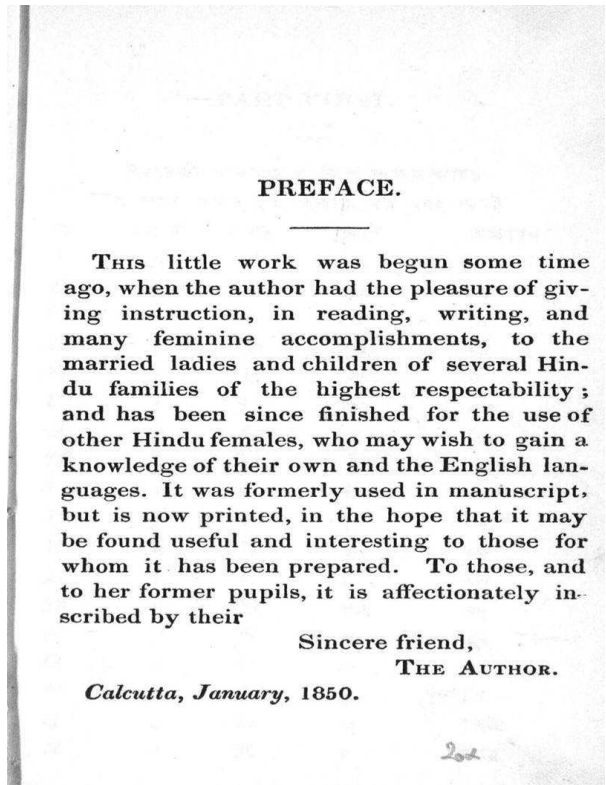 PREFACE.
THIS little work was begun some time
ago, when the author had the pleasure of giv-
ing instruction, in reading, writing, and
many feminine accomplishments, to the
married ladies and children of several Hin-
du families of the highest respectability ;
and has been since finished for the use of
other Hindu females, who may wish to gain a
knowledge of their own and the English lan-
guages. It was formerly used in manuscript,
but is now printed, in the hope that it may
be found useful and interesting to those for
whom it has been prepared. To those, and
to her former pupils, it is affectionately in-
scribed by their
Sincere friend,
THE AUTHOR.
Calcutta, January, 1850.